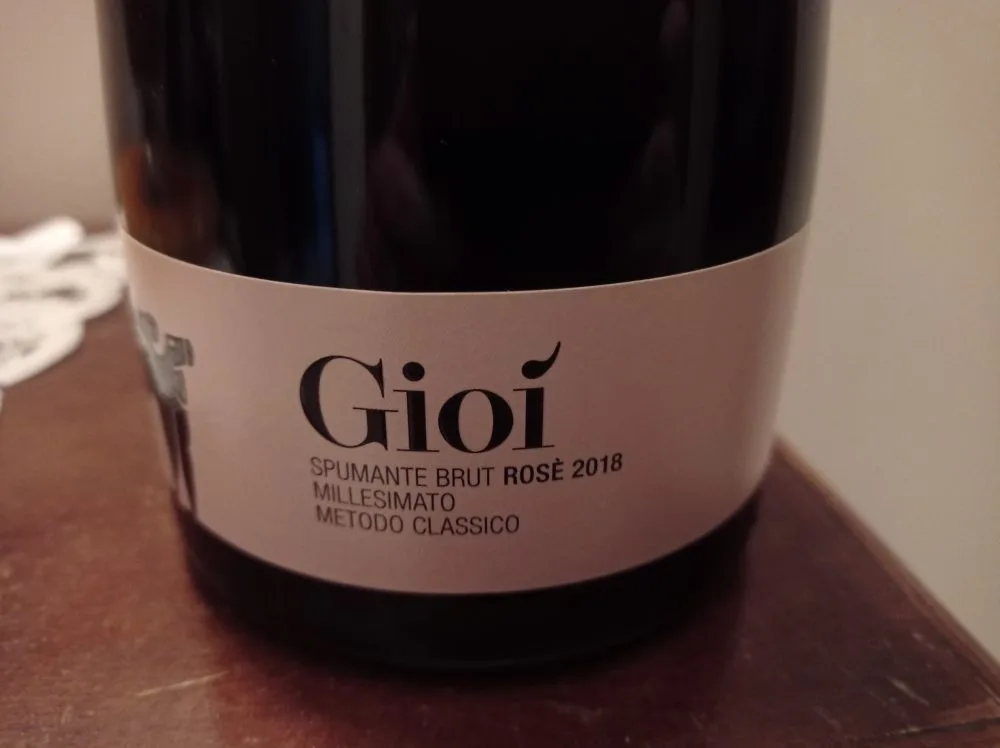 Gioí
SPUMANTE BRUT ROSÈ 2018
MILLESIMATO
METODO CLASSICO